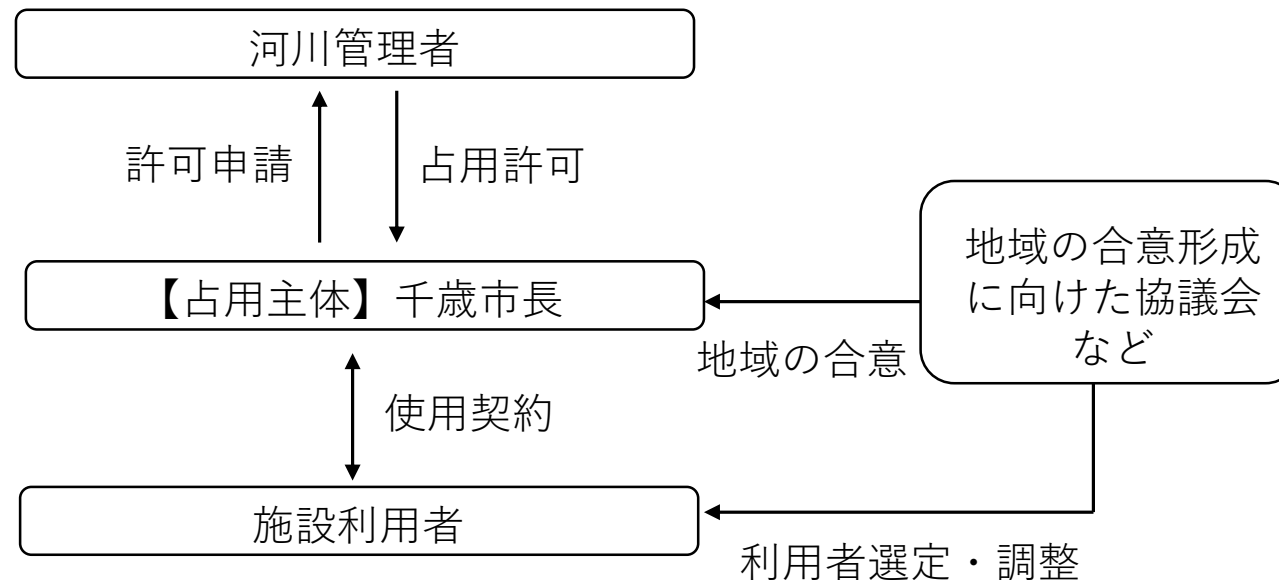 河川管理者
許可申請
占用許可
【占用主体】千歳市長
地域の合意形成
に向けた協議会
など
地域の合意
使用契約
施設利用者
利用者選定・調整